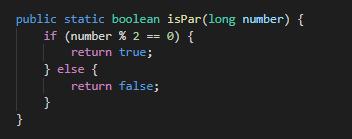 public static boolean isPar(long number) {
    if (number % 2 == 0) {
        return true;
    } else {
        return false;
    }
}